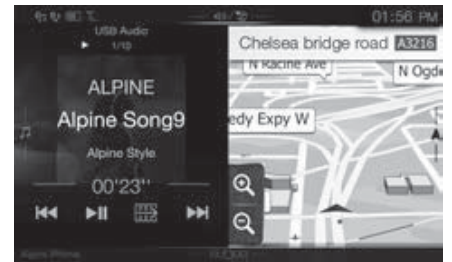 01:56 PM
USB Audio
1/10
ALPINE
Alpine Song9
Alpine Style
00'23"
Chelsea bridge road A3216
N Racine Ave
N Ogde
edy Expy W